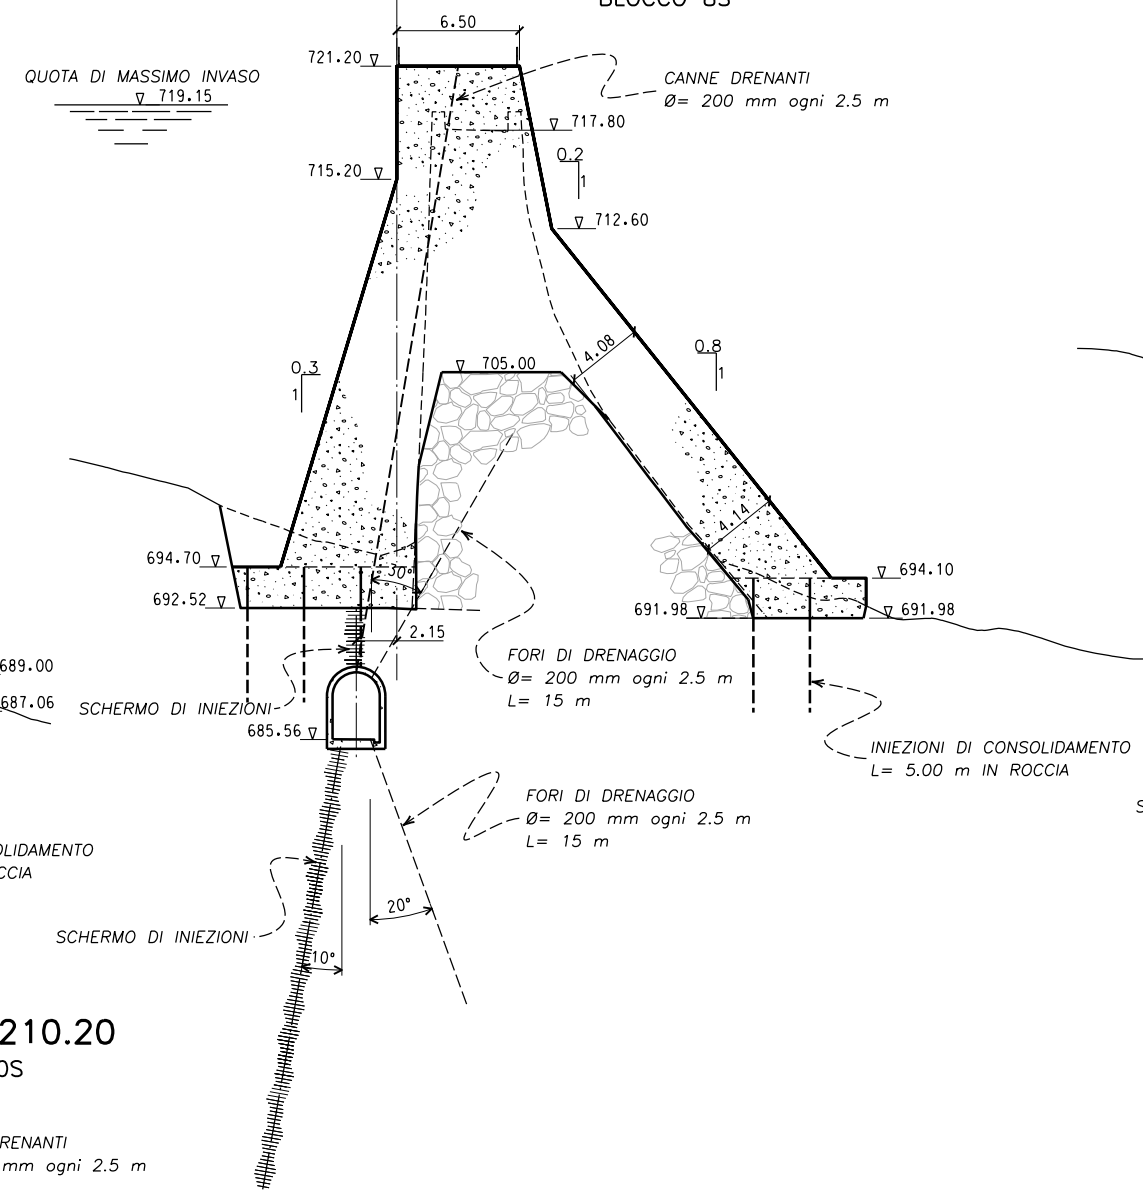 6.50
721.20
QUOTA DI MASSIMO INVASO
719.15
CANNE DRENANTI
Ø= 200 mm ogni 2.5 m
717.80
0.2
1
715.20
712.60
4.08
0.8
1
705.00
0.3
1
4.14
694.70
30°
694.10
692.52
691.98
691.98
2.15
FORI DI DRENAGGIO
Ø= 200 mm ogni 2.5 m
L= 15 m
689.00
687.06
SCHERMO DI INIEZIONI
685.56
INIEZIONI DI CONSOLIDAMENTO
L= 5.00 m IN ROCCIA
FORI DI DRENAGGIO
Ø= 200 mm ogni 2.5 m
L= 15 m
OLIDAMENTO
CCIA
20°
SCHERMO DI INIEZIONI
10°
210.20
0S
RENANTI
mm ogni 2.5 m